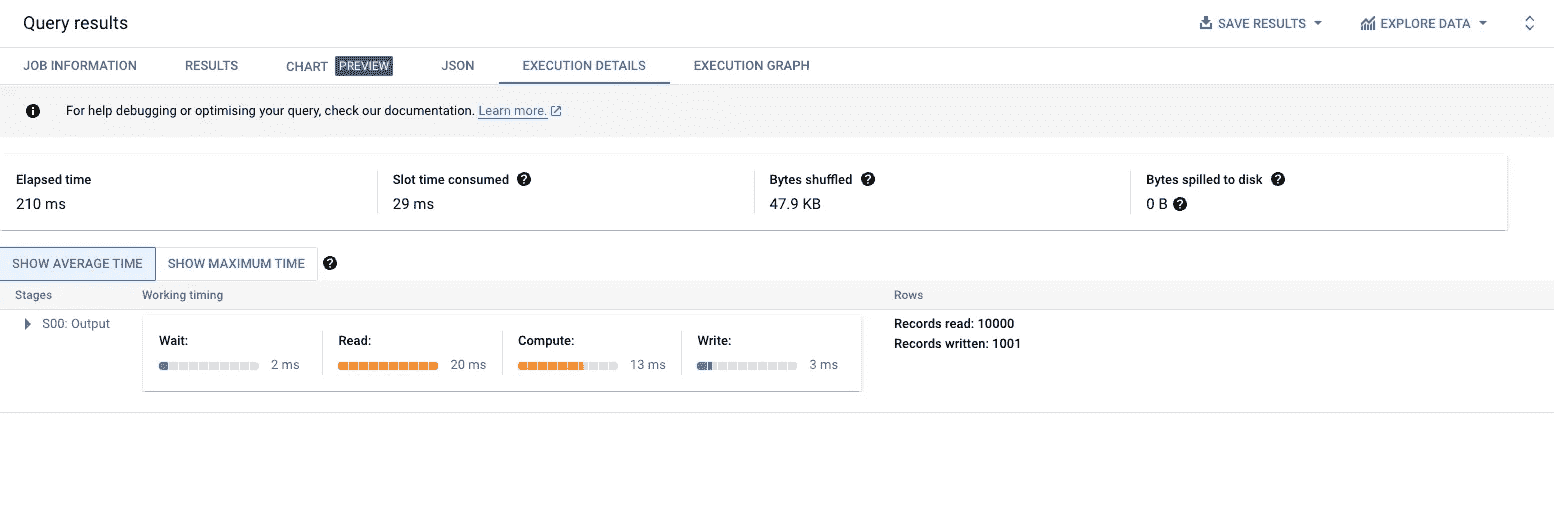 Query results
SAVE RESULTS
EXPLORE DATA
JOB INFORMATION
RESULTS
CHART PREVIEW
JSON
EXECUTION DETAILS
EXECUTION GRAPH
For help debugging or optimising your query, check our documentation. Learn more.
Elapsed time
210 ms
Slot time consumed
29 ms
Bytes shuffled
47.9 KB
Bytes spilled to disk
0 B
SHOW AVERAGE TIME
SHOW MAXIMUM TIME
Stages
Working timing
Rows
S00: Output
Wait:
2 ms
Read:
20 ms
Compute:
13 ms
Write:
3 ms
Records read: 10000
Records written: 1001